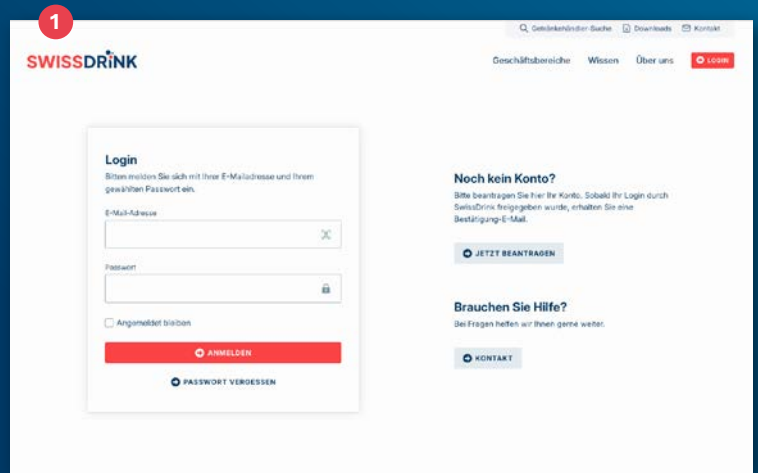 1
Getränkehändler-Suche Downloads Kontakt
SWISSDRINK
Geschäftsbereiche Wissen Über uns LOGIN
Login
Bitten melden Sie sich mit Ihrer E-Mailadresse und Ihrem
gewählten Passwort ein.
E-Mail-Adresse
Passwort
Angemeldet bleiben
ANMELDEN
PASSWORT VERGESSEN
Noch kein Konto?
Bitte beantragen Sie hier Ihr Konto. Sobald Ihr Login durch
SwissDrink freigegeben wurde, erhalten Sie eine
Bestätigung-E-Mail.
JETZT BEANTRAGEN
Brauchen Sie Hilfe?
Bei Fragen helfen wir Ihnen gerne weiter.
KONTAKT